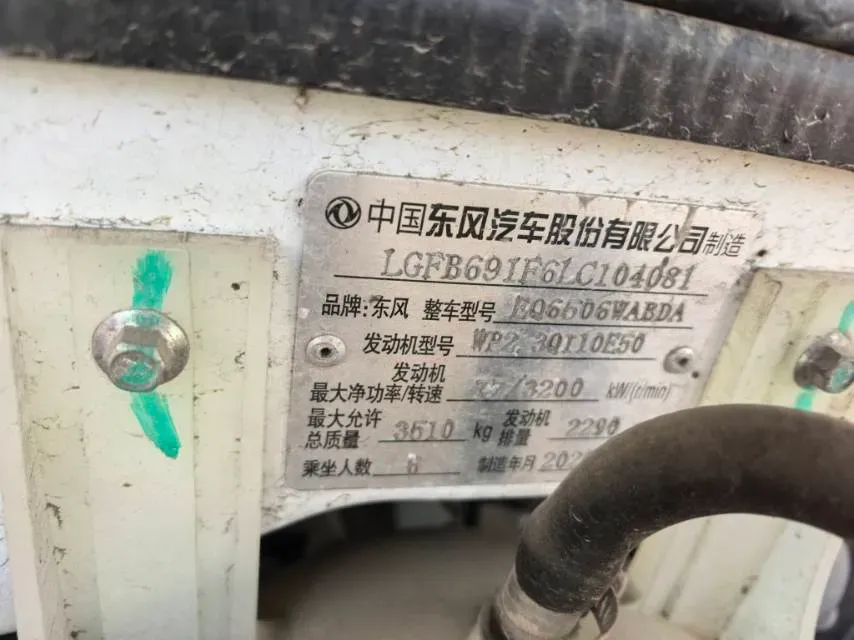 中国东风汽车股份有限公司制造
LGFB691F6LC104081
品牌:东风 整车型号 EQ6606WABDA
发动机型号 WP2.3Q110E50
发动机
最大净功率/转速 77/3200 kW/(r/min)
最大允许 发动机
总质量 3510 kg 排量 2290
乘坐人数 制造年月 202